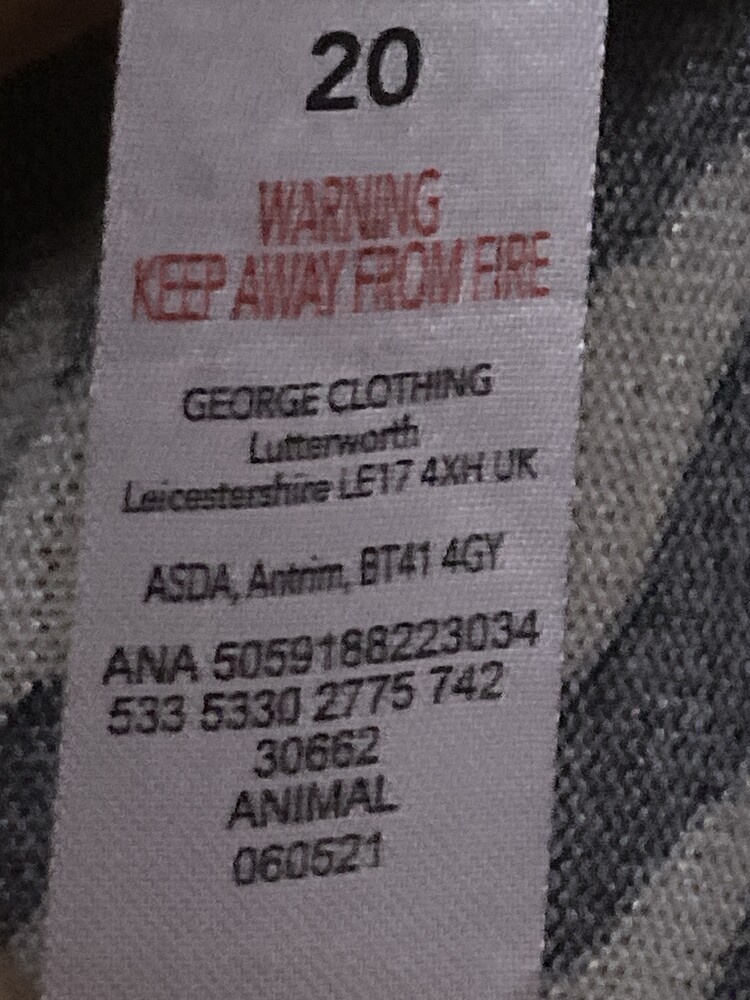 20
WARNING
KEEP AWAY FROM FIRE
GEORGE CLOTHING
Lutterworth
Leicestershire LE17 4XH UK
ASDA, Antrim, BT41 4GY
ANA 5059188223034
533 5330 2775 742
30662
ANIMAL
060521